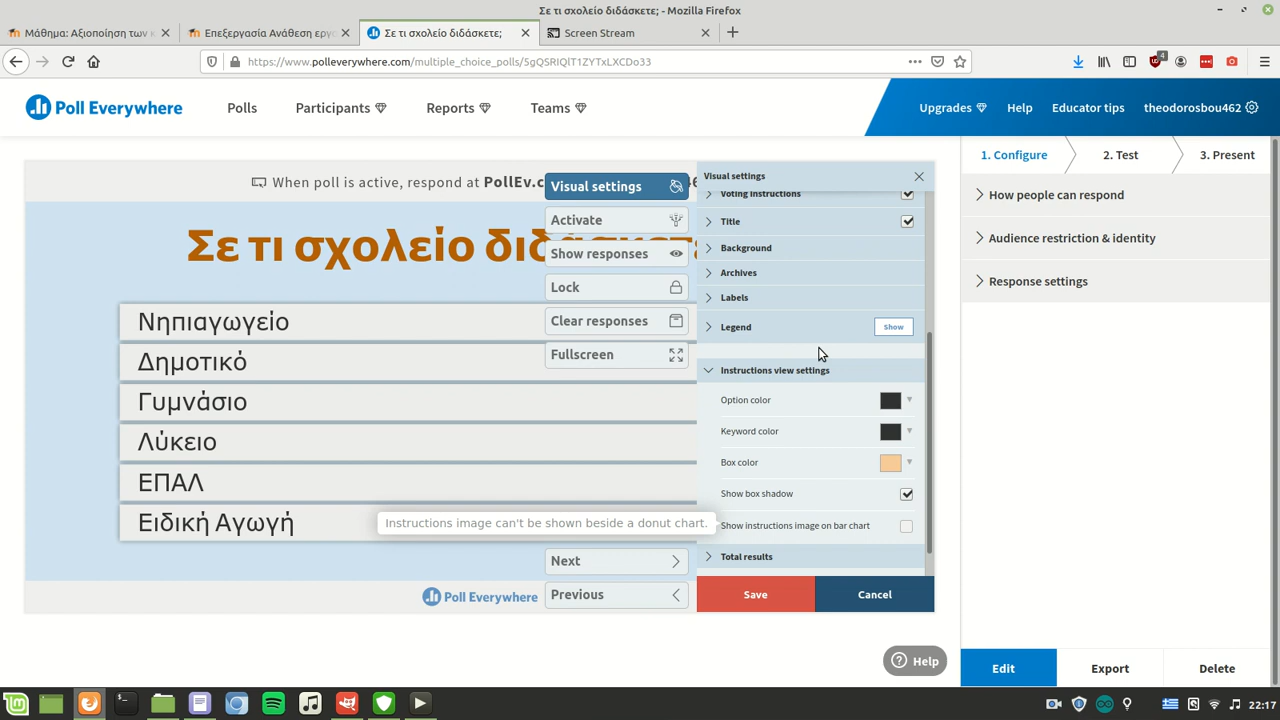 Σε τι σχολείο διδάσκετε; - Mozilla Firefox
Μάθημα: Αξιοποίηση των
Επεξεργασία Ανάθεση εργ
Σε τι σχολείο διδάσκετε;
Screen Stream
https://www.polleverywhere.com/multiple_choice_polls/5gQSRIQlT1ZYTxLXCDo33
4
Poll Everywhere
Polls
Participants
Reports
Teams
Upgrades
Help
Endocator tips
theodorosbou462
1. Configure
2. Test
3. Present
How people can respond
Audience restriction & identity
Response settings
When poll is active, respond at PollEv.c
Σε τι σχολείο διδάσκετε
Νηπιαγωγείο
Δημοτικό
Γυμνάσιο
Λύκειο
ΕΠΑΛ
Ειδική Αγωγή
Poll Everywhere
Visual settings
Activate
Show responses
Lock
Clear responses
Fullscreen
Instructions image can't be shown beside a donut chart.
Next
Previous
Visual settings
Voting instructions
Title
Background
Archives
Labels
Legend
Show
Instructions view settings
Option color
Keyword color
Box color
Show box shadow
Show instructions image on bar chart
Total results
Save
Cancel
Help
Edit
Export
Delete
22:17